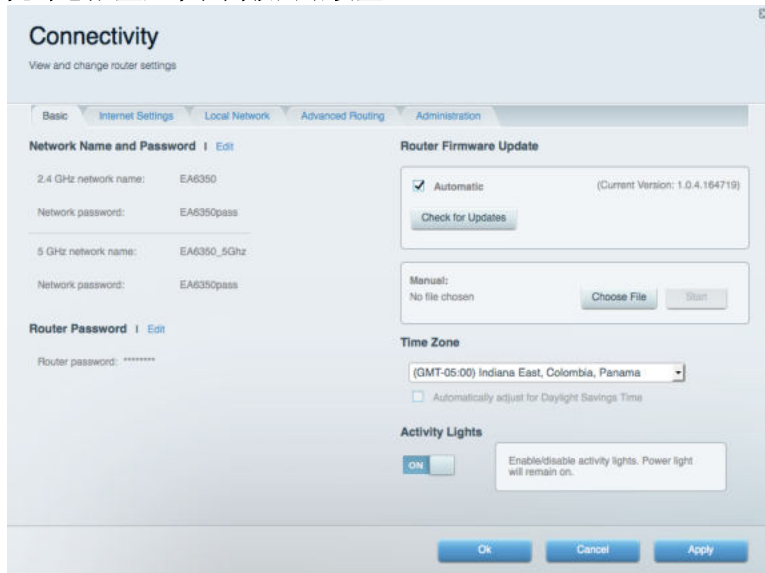 Connectivity
View and change router settings
Basic Internet Settings Local Network Advanced Routing Administration
Network Name and Password | Edit
2.4 GHz network name: EA6350
Network password: EA6350pass
5 GHz network name: EA6350_5Ghz
Network password: EA6350pass
Router Password | Edit
Router password: ********
Router Firmware Update
Automatic (Current Version: 1.0.4.164719)
Check for Updates
Manual:
No file chosen
Choose File Start
Time Zone
(GMT-05:00) Indiana East, Colombia, Panama
Automatically adjust for Daylight Savings Time
Activity Lights
ON
Enable/disable activity lights. Power light
will remain on.
Ok Cancel Apply